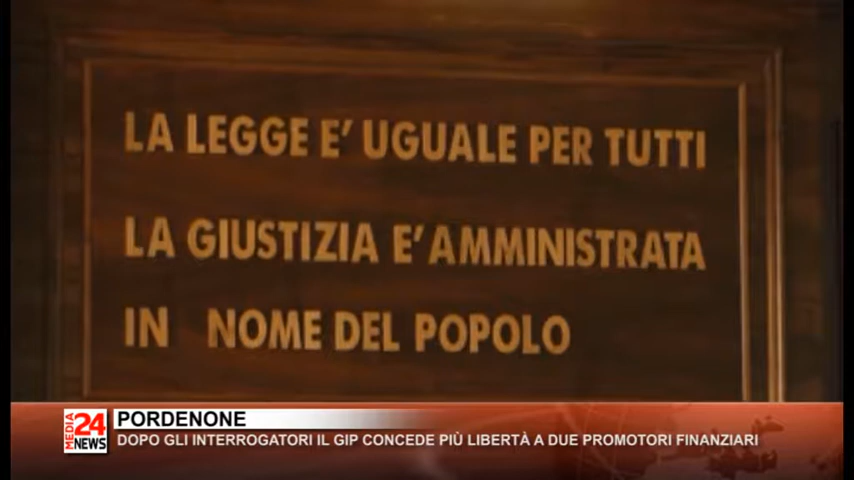 LA LEGGE E' UGUALE PER TUTTI
LA GIUSTIZIA E' AMMINISTRATA
IN NOME DEL POPOLO
MEDIA 24 NEWS
PORDENONE
DOPO GLI INTERROGATORI IL GIP CONCEDE PIÙ LIBERTÀ A DUE PROMOTORI FINANZIARI